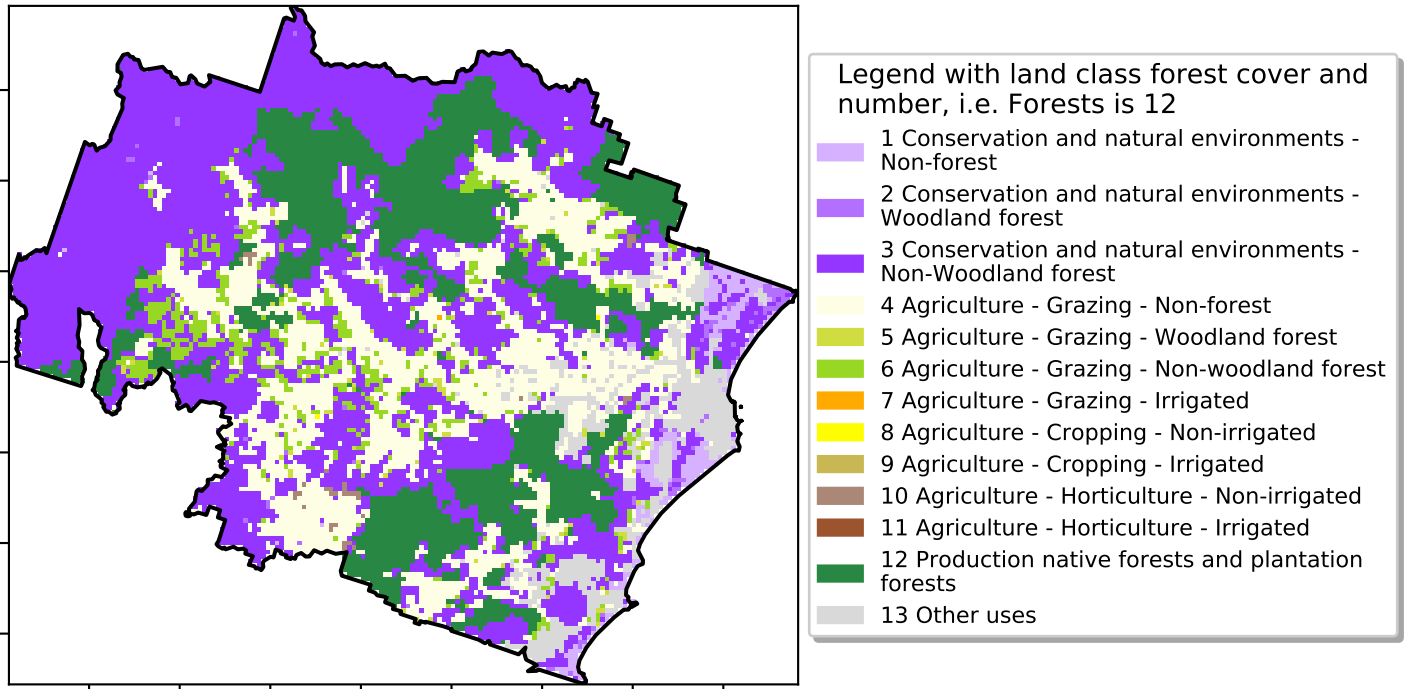 Legend with land class forest cover and
number, i.e. Forests is 12
1 Conservation and natural environments -
Non-forest
2 Conservation and natural environments -
Woodland forest
3 Conservation and natural environments -
Non-Woodland forest
4 Agriculture - Grazing - Non-forest
5 Agriculture - Grazing - Woodland forest
6 Agriculture - Grazing - Non-woodland forest
7 Agriculture - Grazing - Irrigated
8 Agriculture - Cropping - Non-irrigated
9 Agriculture - Cropping - Irrigated
10 Agriculture - Horticulture - Non-irrigated
11 Agriculture - Horticulture - Irrigated
12 Production native forests and plantation
forests
13 Other uses